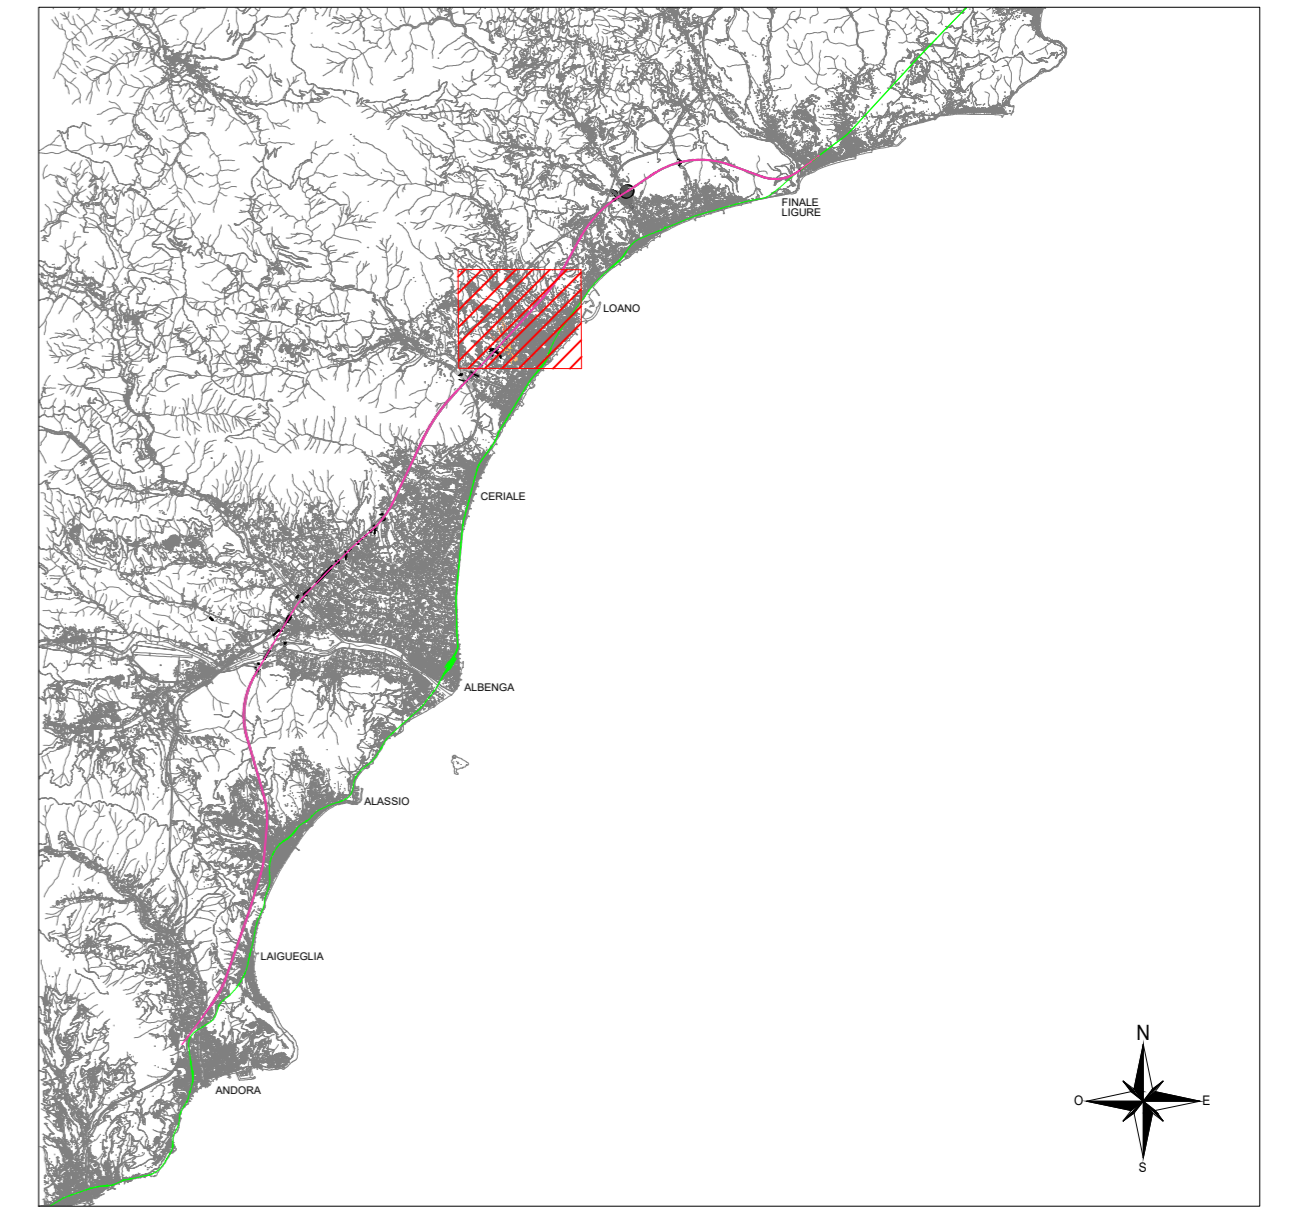 FINALE
LIGURE
LOANO
CERIALE
ALBENGA
ALASSIO
LAIGUEGLIA
ANDORA
N
O
E
S